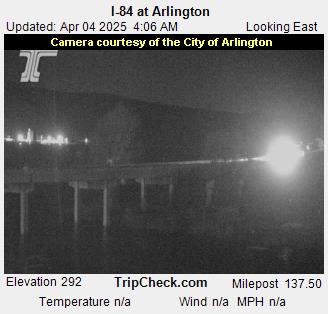 I-84 at Arlington
Updated: Apr 04 2025 4:06 AM Looking East
Camera courtesy of the City of Arlington
Elevation 292 TripCheck.com Milepost 137.50
Temperature n/a Wind n/a MPH n/a